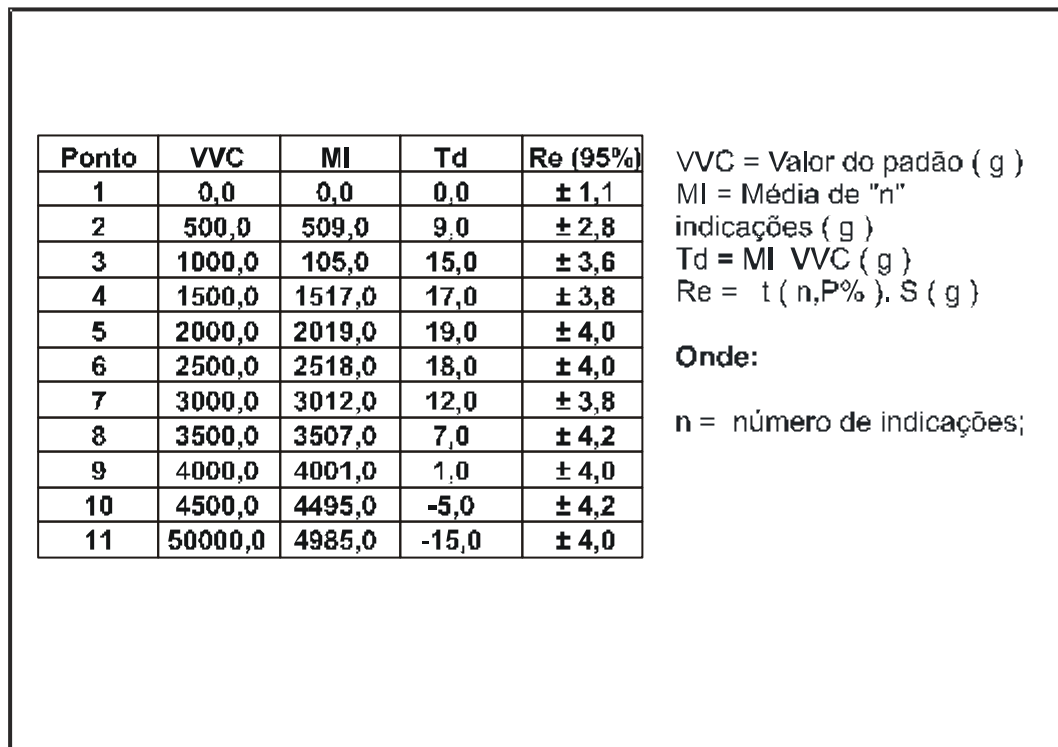 Ponto VVC MI Td Re (95%)
1 0,0 0,0 0,0 ± 1,1
2 500,0 509,0 9,0 ± 2,8
3 1000,0 105,0 15,0 ± 3,6
4 1500,0 1517,0 17,0 ± 3,8
5 2000,0 2019,0 19,0 ± 4,0
6 2500,0 2518,0 18,0 ± 4,0
7 3000,0 3012,0 12,0 ± 3,8
8 3500,0 3507,0 7,0 ± 4,2
9 4000,0 4001,0 1,0 ± 4,0
10 4500,0 4495,0 -5,0 ± 4,2
11 50000,0 4985,0 -15,0 ± 4,0
VVC = Valor do padão ( g )
MI = Média de "n"
indicações ( g )
Td = MI VVC ( g )
Re = t ( n,P% ). S ( g )
Onde:
n = número de indicações;